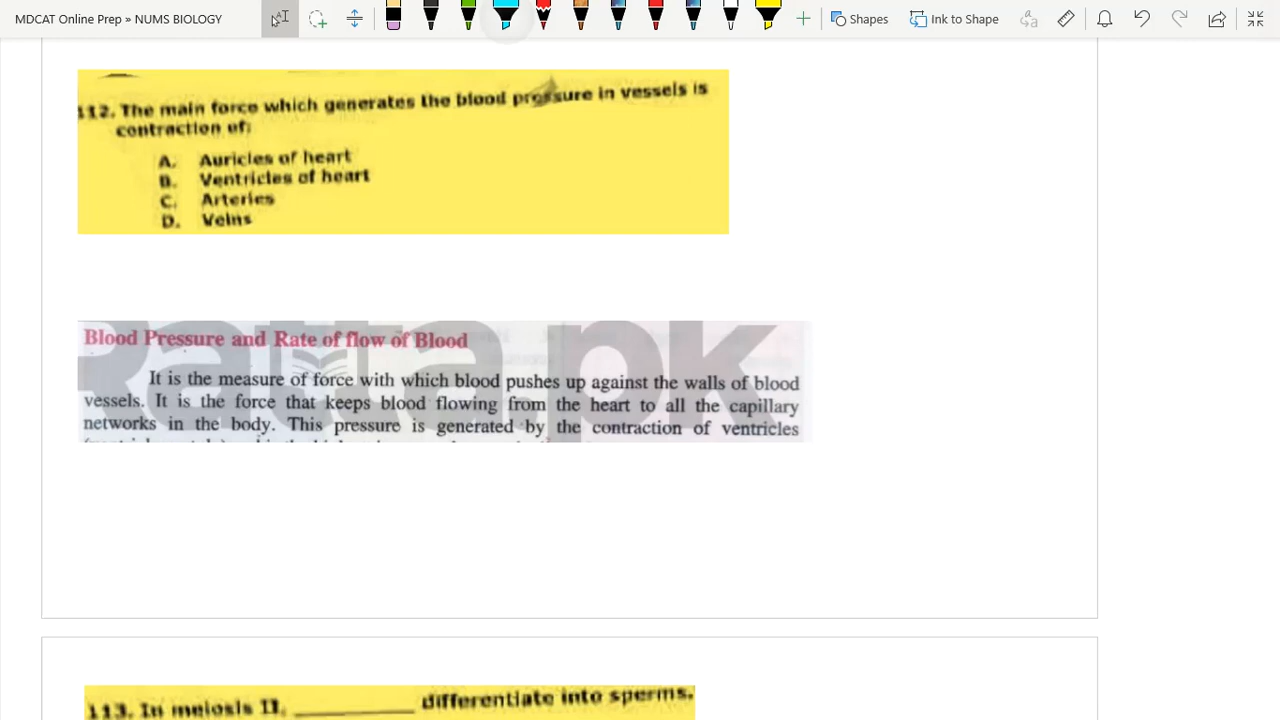 MDCAT Online Prep » NUMS BIOLOGY
Shapes
Ink to Shape
112. The main force which generates the blood pressure in vessels is
contraction of:
A. Auricles of heart
B. Ventricles of heart
C. Arteries
D. Veins
Ratta.pk
Blood Pressure and Rate of flow of Blood
It is the measure of force with which blood pushes up against the walls of blood
vessels. It is the force that keeps blood flowing from the heart to all the capillary
networks in the body. This pressure is generated by the contraction of ventricles
113. In meiosis II, ________ differentiate into sperms.